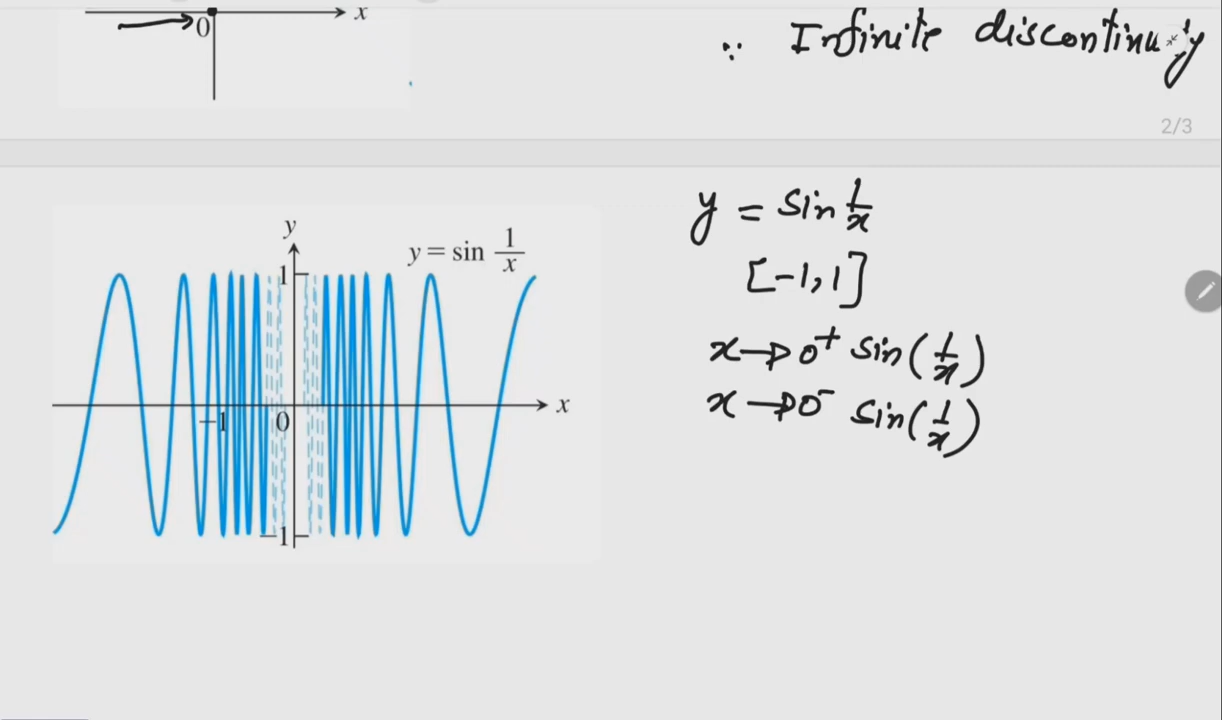 x
0
∵ Infinite discontinuity
2/3
y = sin 1/x
[-1,1]
x→0⁺ sin(1/x)
x→0⁻ sin(1/x)
y
y = sin 1/x
1
x
-1
0
-1